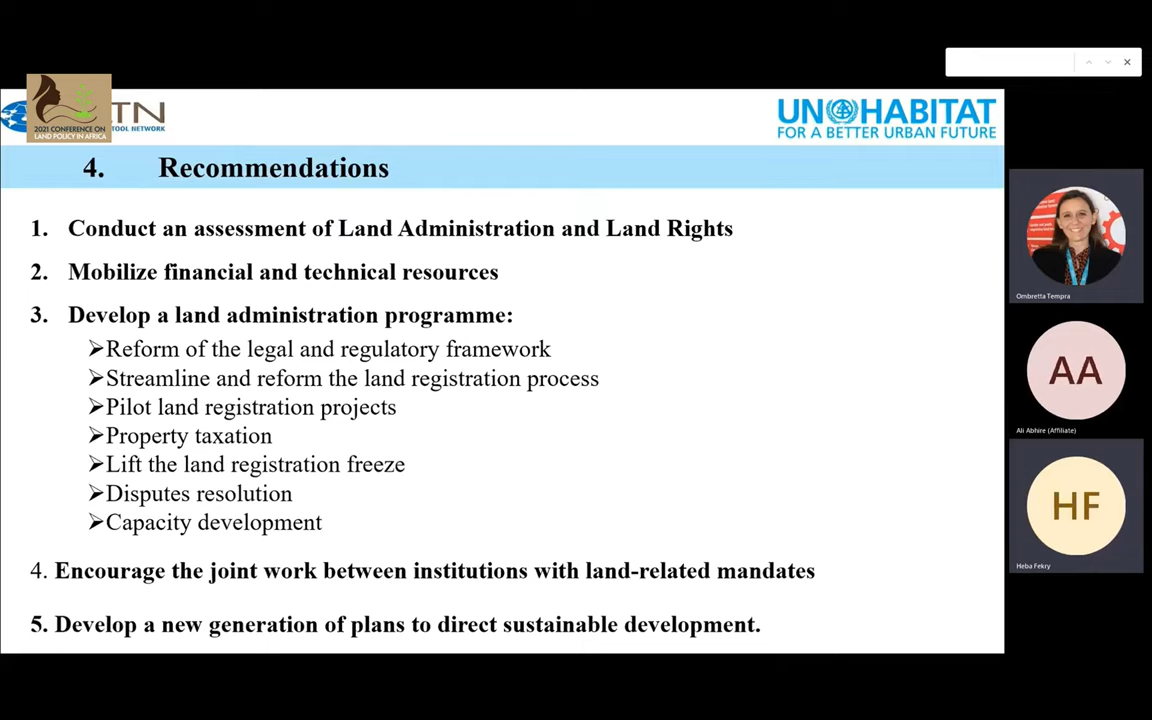 TN
TOOL NETWORK
2021 CONFERENCE ON
LAND POLICY IN AFRICA
UN HABITAT
FOR A BETTER URBAN FUTURE
4. Recommendations
1. Conduct an assessment of Land Administration and Land Rights
2. Mobilize financial and technical resources
3. Develop a land administration programme:
➢Reform of the legal and regulatory framework
➢Streamline and reform the land registration process
➢Pilot land registration projects
➢Property taxation
➢Lift the land registration freeze
➢Disputes resolution
➢Capacity development
4. Encourage the joint work between institutions with land-related mandates
5. Develop a new generation of plans to direct sustainable development.
Ombretta Tempra
AA
Ali Abhire (Affiliate)
HF
Heba Fekry